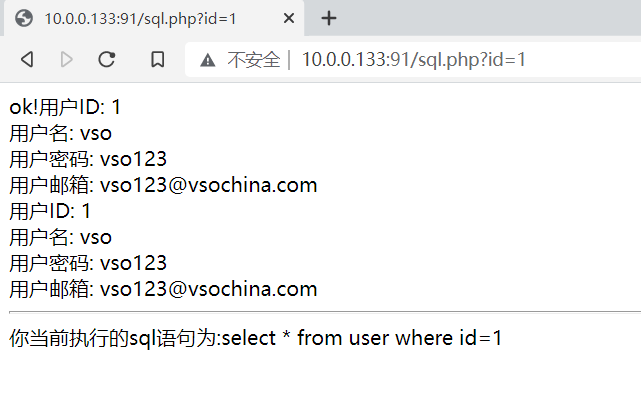 10.0.0.133:91/sql.php?id=1
不安全 | 10.0.0.133:91/sql.php?id=1
ok!用户ID: 1
用户名: vso
用户密码: vso123
用户邮箱: vso123@vsochina.com
用户ID: 1
用户名: vso
用户密码: vso123
用户邮箱: vso123@vsochina.com
你当前执行的sql语句为:select * from user where id=1